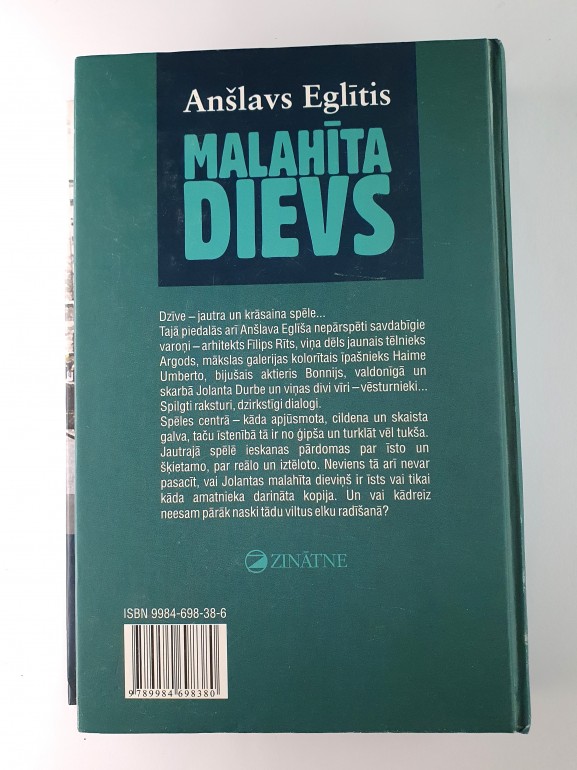 Anšlavs Eglītis
MALAHĪTA
DIEVS
Dzīve – jautra un krāsaina spēle...
Tajā piedalās arī Anšlava Eglīša nepārspēti savdabīgie
varoņi – arhitekts Filips Rīts, viņa dēls jaunais tēlnieks
Argods, mākslas galerijas kolorītais īpašnieks Haime
Umberto, bijušais aktieris Bonnijs, valdonīgā un
skarbā Jolanta Durbe un viņas divi vīri – vēsturnieki...
Spilgti raksturi, dzirkstīgi dialogi.
Spēles centrā – kāda apjūsmota, cildena un skaista
galva, taču īstenībā tā ir no ģipša un turklāt vēl tukša.
Jautrajā spēlē ieskanas pārdomas par īsto un
šķietamo, par reālo un iztēloto. Neviens tā arī nevar
pasacīt, vai Jolantas malahīta dieviņš ir īsts vai tikai
kāda amatnieka darināta kopija. Un vai kādreiz
neesam pārāk naski tādu viltus elku radīšanā?
ZINĀTNE
ISBN 9984-698-38-6
9 789984 698380